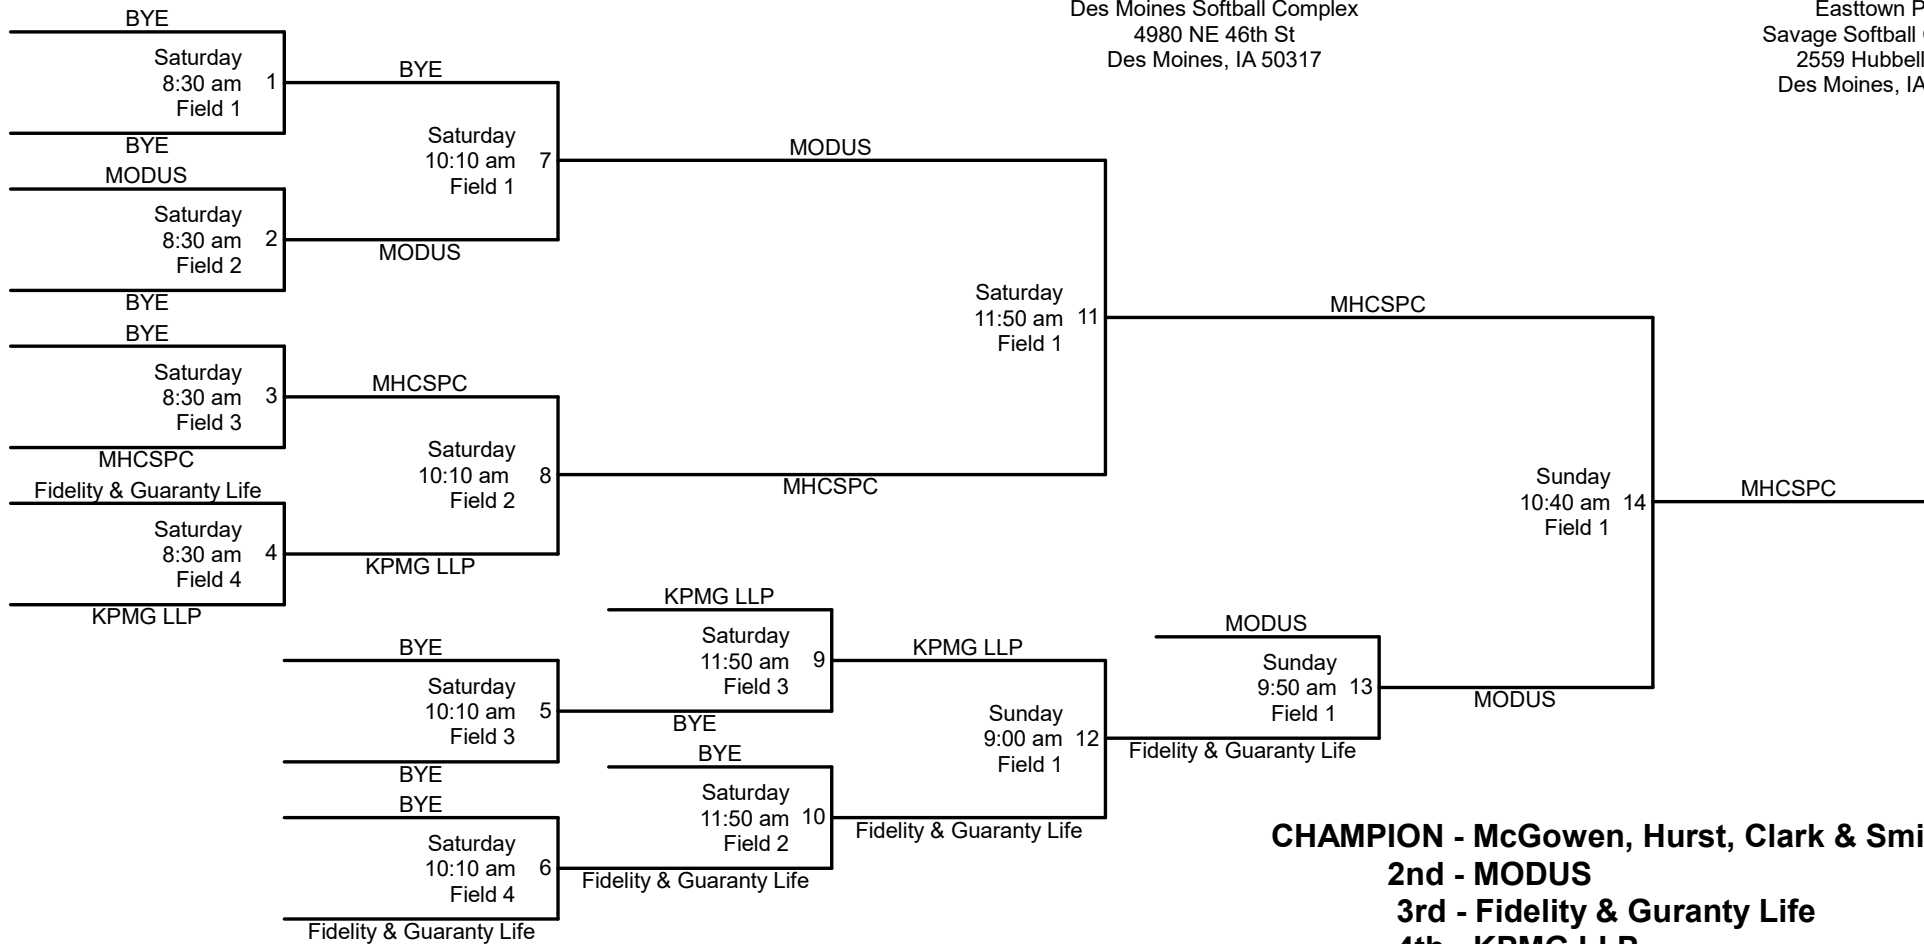 Des Moines Softball Complex
4980 NE 46th St
Des Moines, IA 50317
Easttown P
Savage Softball
2559 Hubbell
Des Moines, IA
BYE
Saturday
8:30 am 1
Field 1
BYE
MODUS
Saturday
8:30 am 2
Field 2
BYE
BYE
Saturday
8:30 am 3
Field 3
MHCSPC
Fidelity & Guaranty Life
Saturday
8:30 am 4
Field 4
KPMG LLP
BYE
Saturday
10:10 am 7
Field 1
MODUS
MHCSPC
Saturday
10:10 am 8
Field 2
KPMG LLP
BYE
Saturday
10:10 am 5
Field 3
BYE
BYE
Saturday
10:10 am 6
Field 4
Fidelity & Guaranty Life
KPMG LLP
Saturday
11:50 am 9
Field 3
BYE
BYE
Saturday
11:50 am 10
Field 2
Fidelity & Guaranty Life
MODUS
Saturday
11:50 am 11
Field 1
MHCSPC
KPMG LLP
Sunday
9:00 am 12
Field 1
Fidelity & Guaranty Life
MODUS
Sunday
9:50 am 13
Field 1
Fidelity & Guaranty Life
MHCSPC
Sunday
10:40 am 14
Field 1
MODUS
MHCSPC
CHAMPION - McGowen, Hurst, Clark & Smi
2nd - MODUS
3rd - Fidelity & Guranty Life
4th - KPMG LLP